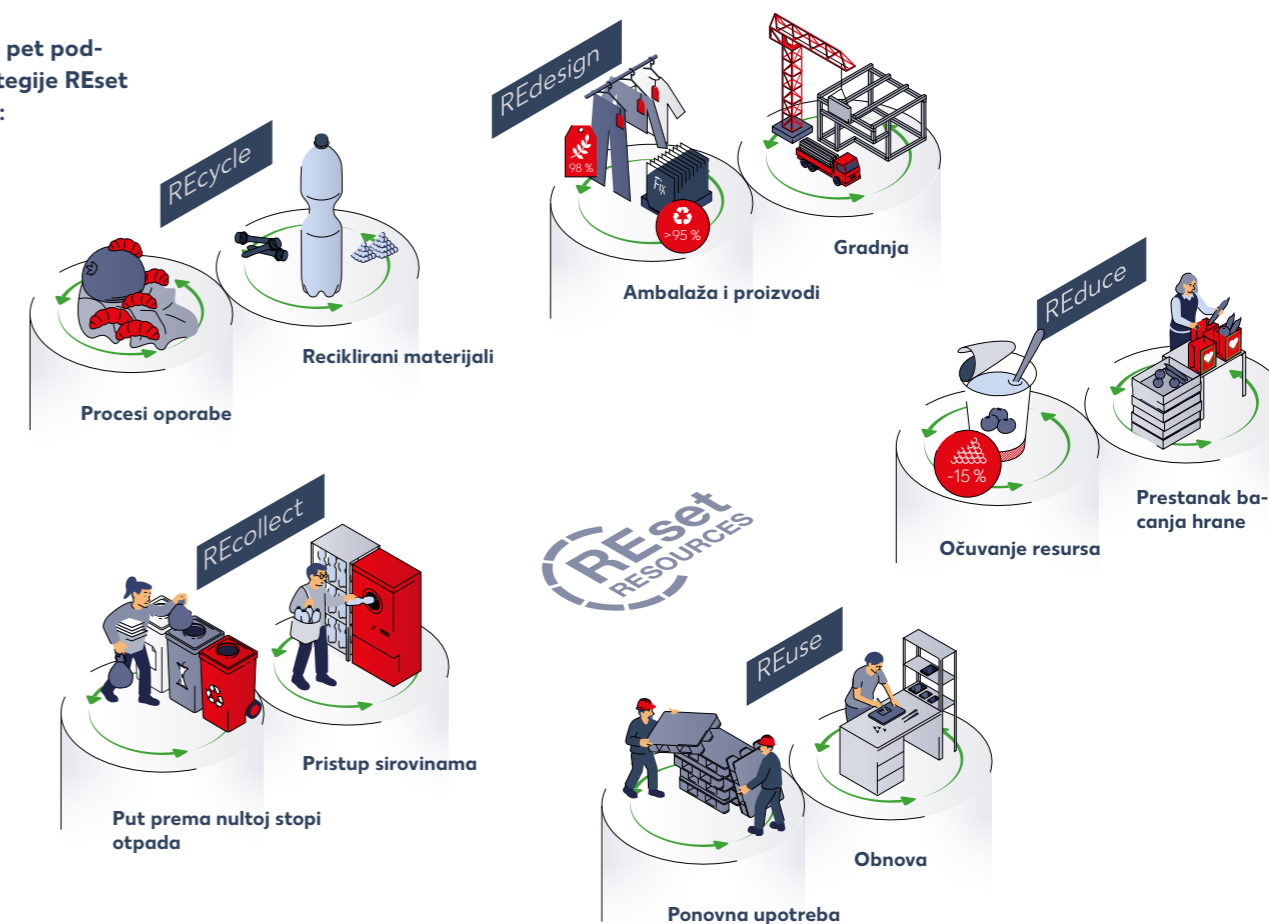 pet pod-
tegije REset
:
REcycle
Procesi oporabe
Reciklirani materijali
REdesign
98 %
Fix
>95 %
Ambalaža i proizvodi
Gradnja
REduce
-15 %
Očuvanje resursa
Prestanak ba-
canja hrane
REcollect
Put prema nultoj stopi
otpada
Pristup sirovinama
REset
RESOURCES
REuse
Ponovna upotreba
Obnova